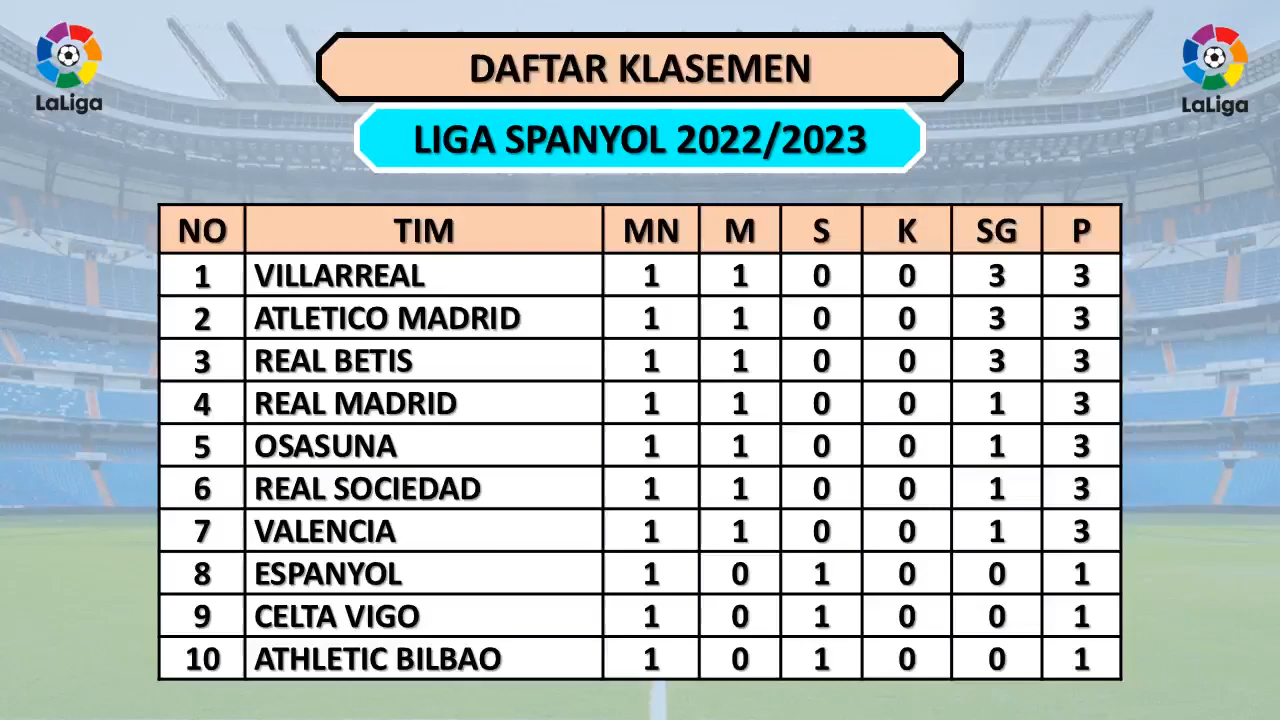 LaLiga
DAFTAR KLASEMEN
LaLiga
LIGA SPANYOL 2022/2023
NO TIM MN M S K SG P
1 VILLARREAL 1 1 0 0 3 3
2 ATLETICO MADRID 1 1 0 0 3 3
3 REAL BETIS 1 1 0 0 3 3
4 REAL MADRID 1 1 0 0 1 3
5 OSASUNA 1 1 0 0 1 3
6 REAL SOCIEDAD 1 1 0 0 1 3
7 VALENCIA 1 1 0 0 1 3
8 ESPANYOL 1 0 1 0 0 1
9 CELTA VIGO 1 0 1 0 0 1
10 ATHLETIC BILBAO 1 0 1 0 0 1